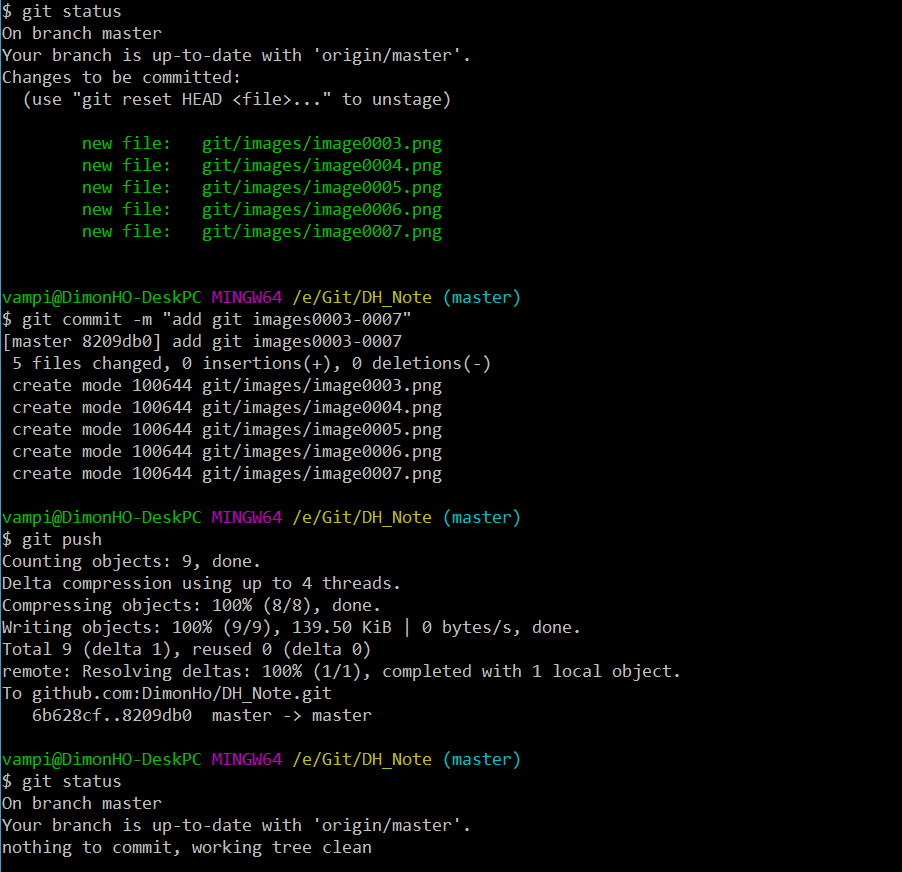 $ git status
On branch master
Your branch is up-to-date with 'origin/master'.
Changes to be committed:
  (use "git reset HEAD <file>..." to unstage)

        new file:   git/images/image0003.png
        new file:   git/images/image0004.png
        new file:   git/images/image0005.png
        new file:   git/images/image0006.png
        new file:   git/images/image0007.png

vampi@DimonHO-DeskPC MINGW64 /e/Git/DH_Note (master)
$ git commit -m "add git images0003-0007"
[master 8209db0] add git images0003-0007
 5 files changed, 0 insertions(+), 0 deletions(-)
 create mode 100644 git/images/image0003.png
 create mode 100644 git/images/image0004.png
 create mode 100644 git/images/image0005.png
 create mode 100644 git/images/image0006.png
 create mode 100644 git/images/image0007.png

vampi@DimonHO-DeskPC MINGW64 /e/Git/DH_Note (master)
$ git push
Counting objects: 9, done.
Delta compression using up to 4 threads.
Compressing objects: 100% (8/8), done.
Writing objects: 100% (9/9), 139.50 KiB | 0 bytes/s, done.
Total 9 (delta 1), reused 0 (delta 0)
remote: Resolving deltas: 100% (1/1), completed with 1 local object.
To github.com:DimonHo/DH_Note.git
   6b628cf..8209db0  master -> master

vampi@DimonHO-DeskPC MINGW64 /e/Git/DH_Note (master)
$ git status
On branch master
Your branch is up-to-date with 'origin/master'.
nothing to commit, working tree clean